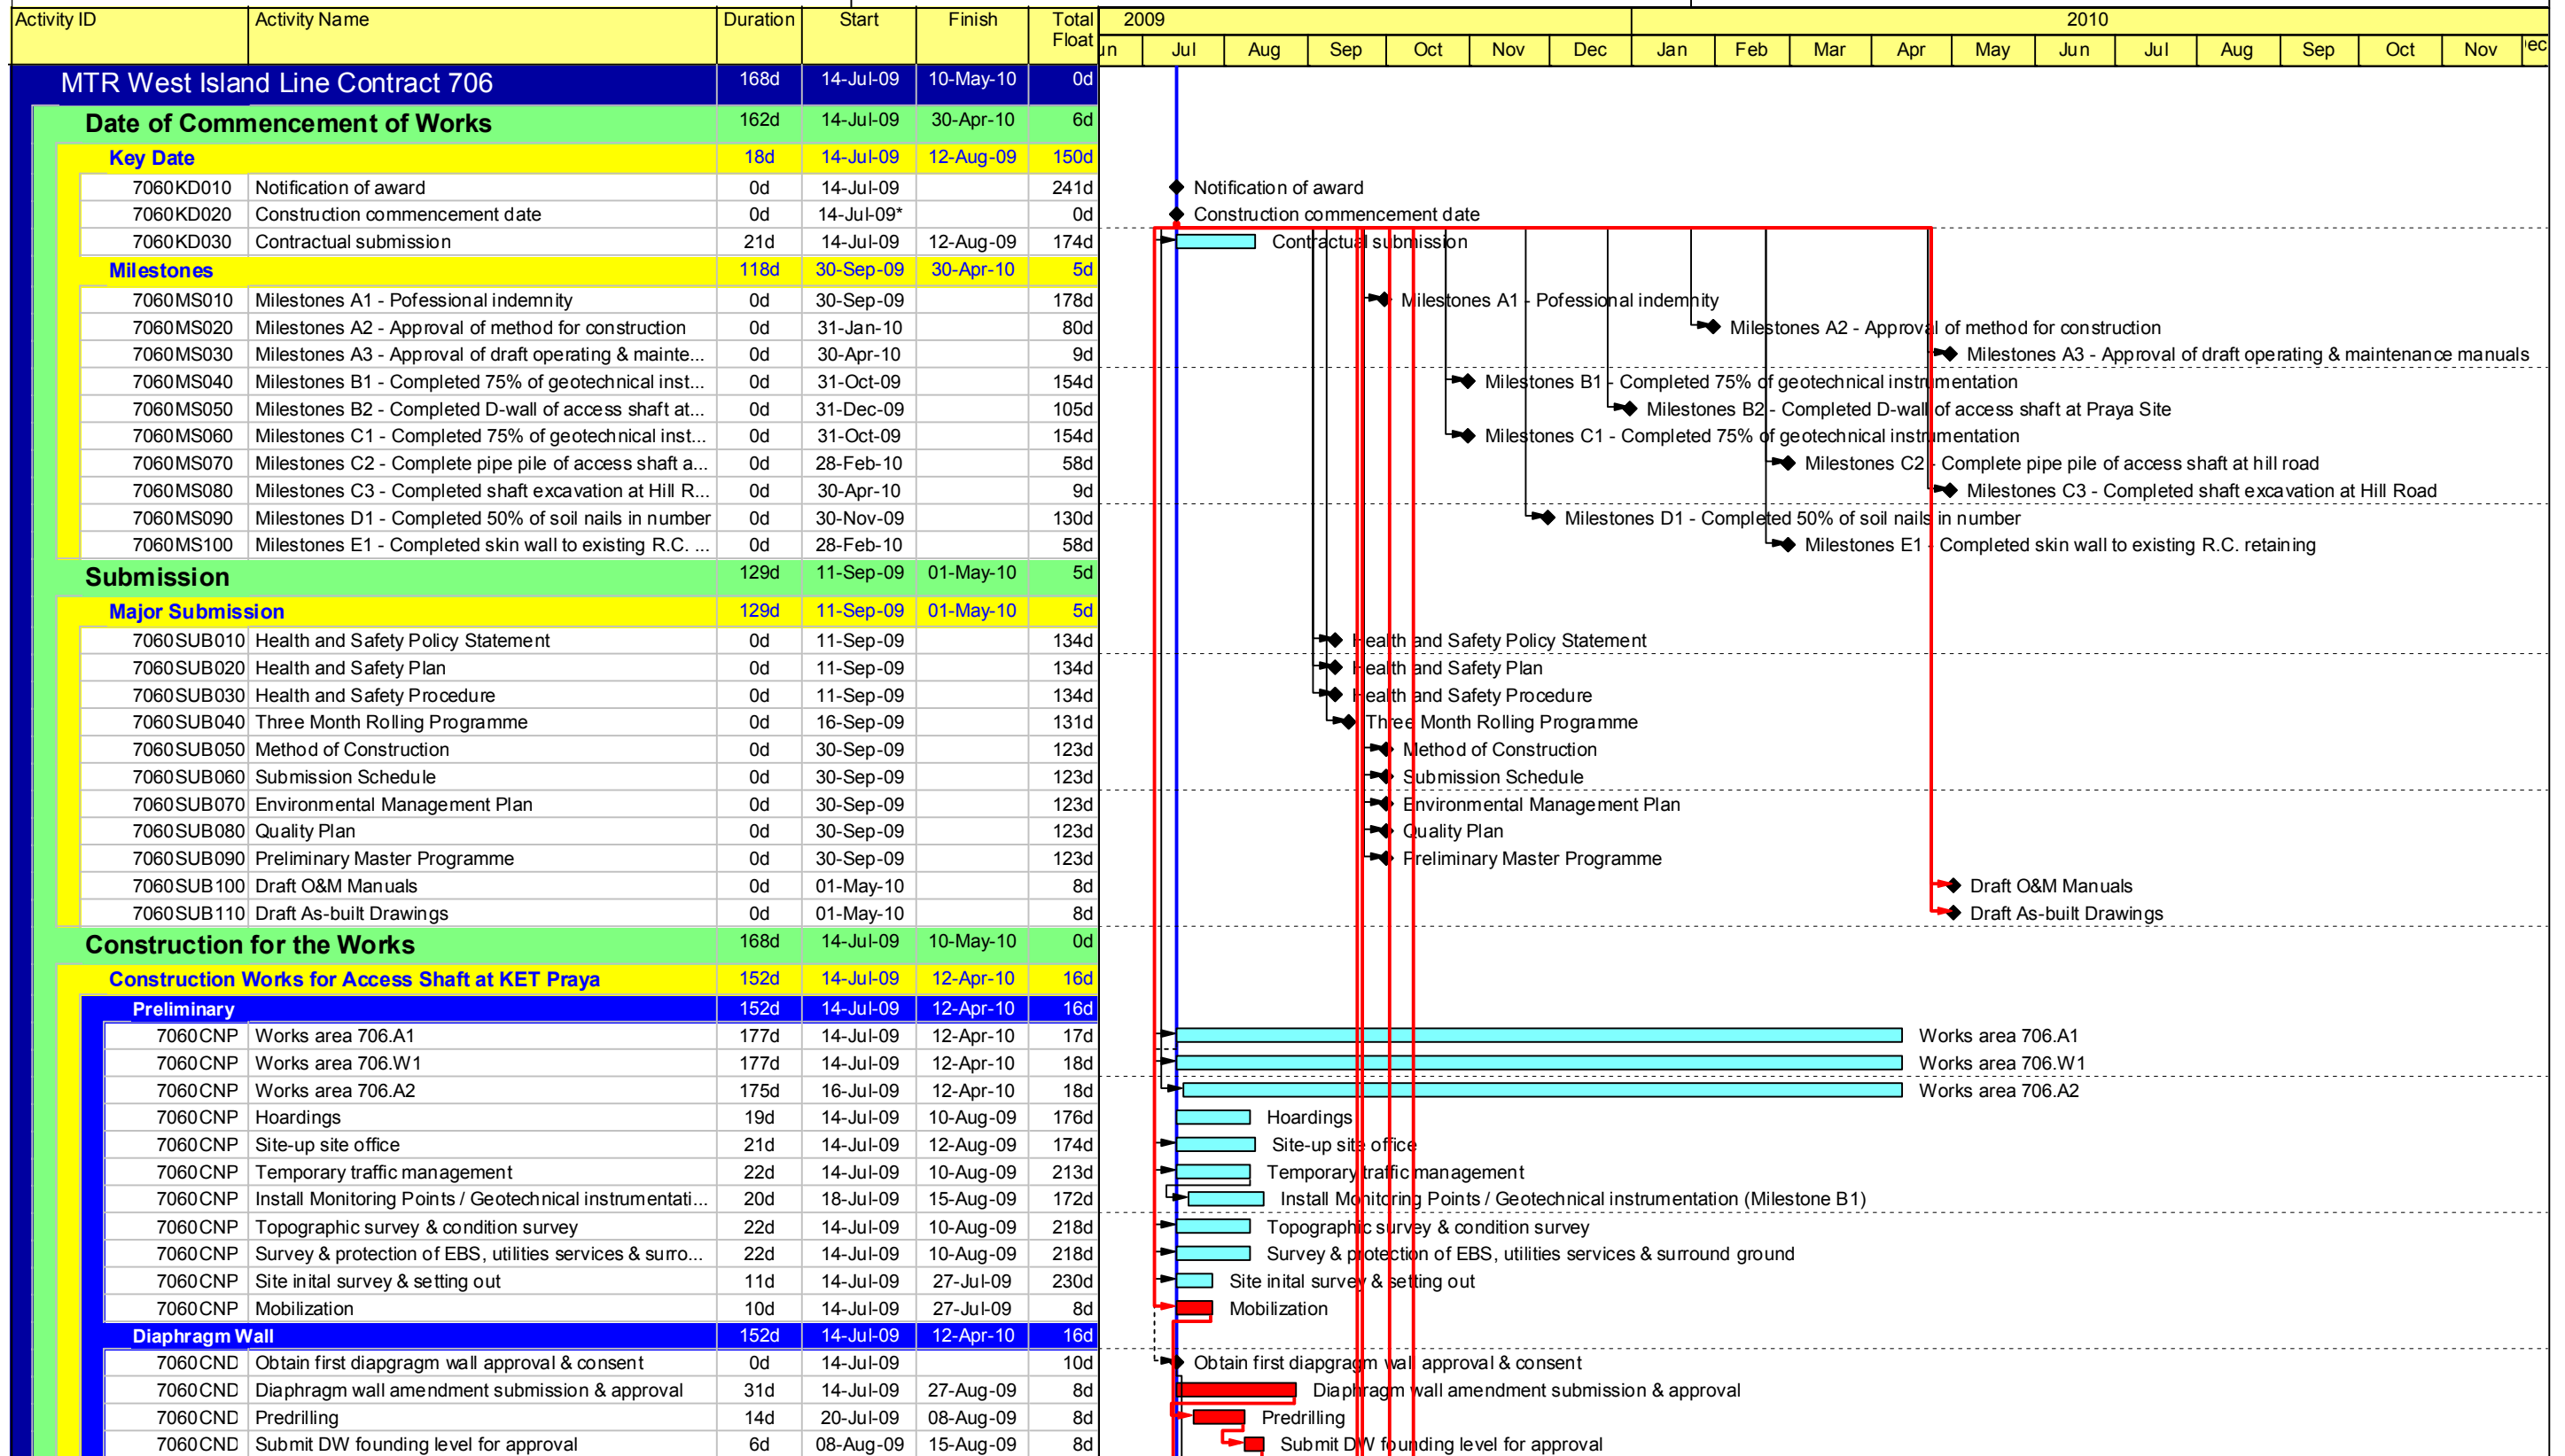 Activity ID Activity Name Duration Start Finish Total Float 2009 2010
Jun Jul Aug Sep Oct Nov Dec Jan Feb Mar Apr May Jun Jul Aug Sep Oct Nov Dec
MTR West Island Line Contract 706 168d 14-Jul-09 10-May-10 0d
Date of Commencement of Works 162d 14-Jul-09 30-Apr-10 6d
Key Date 18d 14-Jul-09 12-Aug-09 150d
7060KD010 Notification of award 0d 14-Jul-09 241d Notification of award
7060KD020 Construction commencement date 0d 14-Jul-09* 0d Construction commencement date
7060KD030 Contractual submission 21d 14-Jul-09 12-Aug-09 174d Contractual submission
Milestones 118d 30-Sep-09 30-Apr-10 5d
7060MS010 Milestones A1 - Pofessional indemnity 0d 30-Sep-09 178d Milestones A1 - Pofessional indemnity
7060MS020 Milestones A2 - Approval of method for construction 0d 31-Jan-10 80d Milestones A2 - Approval of method for construction
7060MS030 Milestones A3 - Approval of draft operating & mainte... 0d 30-Apr-10 9d Milestones A3 - Approval of draft operating & maintenance manuals
7060MS040 Milestones B1 - Completed 75% of geotechnical inst... 0d 31-Oct-09 154d Milestones B1 - Completed 75% of geotechnical instrumentation
7060MS050 Milestones B2 - Completed D-wall of access shaft at... 0d 31-Dec-09 105d Milestones B2 - Completed D-wall of access shaft at Praya Site
7060MS060 Milestones C1 - Completed 75% of geotechnical inst... 0d 31-Oct-09 154d Milestones C1 - Completed 75% of geotechnical instrumentation
7060MS070 Milestones C2 - Complete pipe pile of access shaft a... 0d 28-Feb-10 58d Milestones C2 - Complete pipe pile of access shaft at hill road
7060MS080 Milestones C3 - Completed shaft excavation at Hill R... 0d 30-Apr-10 9d Milestones C3 - Completed shaft excavation at Hill Road
7060MS090 Milestones D1 - Completed 50% of soil nails in number 0d 30-Nov-09 130d Milestones D1 - Completed 50% of soil nails in number
7060MS100 Milestones E1 - Completed skin wall to existing R.C. ... 0d 28-Feb-10 58d Milestones E1 - Completed skin wall to existing R.C. retaining
Submission 129d 11-Sep-09 01-May-10 5d
Major Submission 129d 11-Sep-09 01-May-10 5d
7060SUB010 Health and Safety Policy Statement 0d 11-Sep-09 134d Health and Safety Policy Statement
7060SUB020 Health and Safety Plan 0d 11-Sep-09 134d Health and Safety Plan
7060SUB030 Health and Safety Procedure 0d 11-Sep-09 134d Health and Safety Procedure
7060SUB040 Three Month Rolling Programme 0d 16-Sep-09 131d Three Month Rolling Programme
7060SUB050 Method of Construction 0d 30-Sep-09 123d Method of Construction
7060SUB060 Submission Schedule 0d 30-Sep-09 123d Submission Schedule
7060SUB070 Environmental Management Plan 0d 30-Sep-09 123d Environmental Management Plan
7060SUB080 Quality Plan 0d 30-Sep-09 123d Quality Plan
7060SUB090 Preliminary Master Programme 0d 30-Sep-09 123d Preliminary Master Programme
7060SUB100 Draft O&M Manuals 0d 01-May-10 8d Draft O&M Manuals
7060SUB110 Draft As-built Drawings 0d 01-May-10 8d Draft As-built Drawings
Construction for the Works 168d 14-Jul-09 10-May-10 0d
Construction Works for Access Shaft at KET Praya 152d 14-Jul-09 12-Apr-10 16d
Preliminary 152d 14-Jul-09 12-Apr-10 16d
7060CNP Works area 706.A1 177d 14-Jul-09 12-Apr-10 17d Works area 706.A1
7060CNP Works area 706.W1 177d 14-Jul-09 12-Apr-10 18d Works area 706.W1
7060CNP Works area 706.A2 175d 16-Jul-09 12-Apr-10 18d Works area 706.A2
7060CNP Hoardings 19d 14-Jul-09 10-Aug-09 176d Hoardings
7060CNP Site-up site office 21d 14-Jul-09 12-Aug-09 174d Site-up site office
7060CNP Temporary traffic management 22d 14-Jul-09 10-Aug-09 213d Temporary traffic management
7060CNP Install Monitoring Points / Geotechnical instrumentati... 20d 18-Jul-09 15-Aug-09 172d Install Monitoring Points / Geotechnical instrumentation (Milestone B1)
7060CNP Topographic survey & condition survey 22d 14-Jul-09 10-Aug-09 218d Topographic survey & condition survey
7060CNP Survey & protection of EBS, utilities services & surro... 22d 14-Jul-09 10-Aug-09 218d Survey & protection of EBS, utilities services & surround ground
7060CNP Site inital survey & setting out 11d 14-Jul-09 27-Jul-09 230d Site inital survey & setting out
7060CNP Mobilization 10d 14-Jul-09 27-Jul-09 8d Mobilization
Diaphragm Wall 152d 14-Jul-09 12-Apr-10 16d
7060CND Obtain first diapgragm wall approval & consent 0d 14-Jul-09 10d Obtain first diapgragm wall approval & consent
7060CND Diaphragm wall amendment submission & approval 31d 14-Jul-09 27-Aug-09 8d Diaphragm wall amendment submission & approval
7060CND Predrilling 14d 20-Jul-09 08-Aug-09 8d Predrilling
7060CND Submit DW founding level for approval 6d 08-Aug-09 15-Aug-09 8d Submit DW founding level for approval